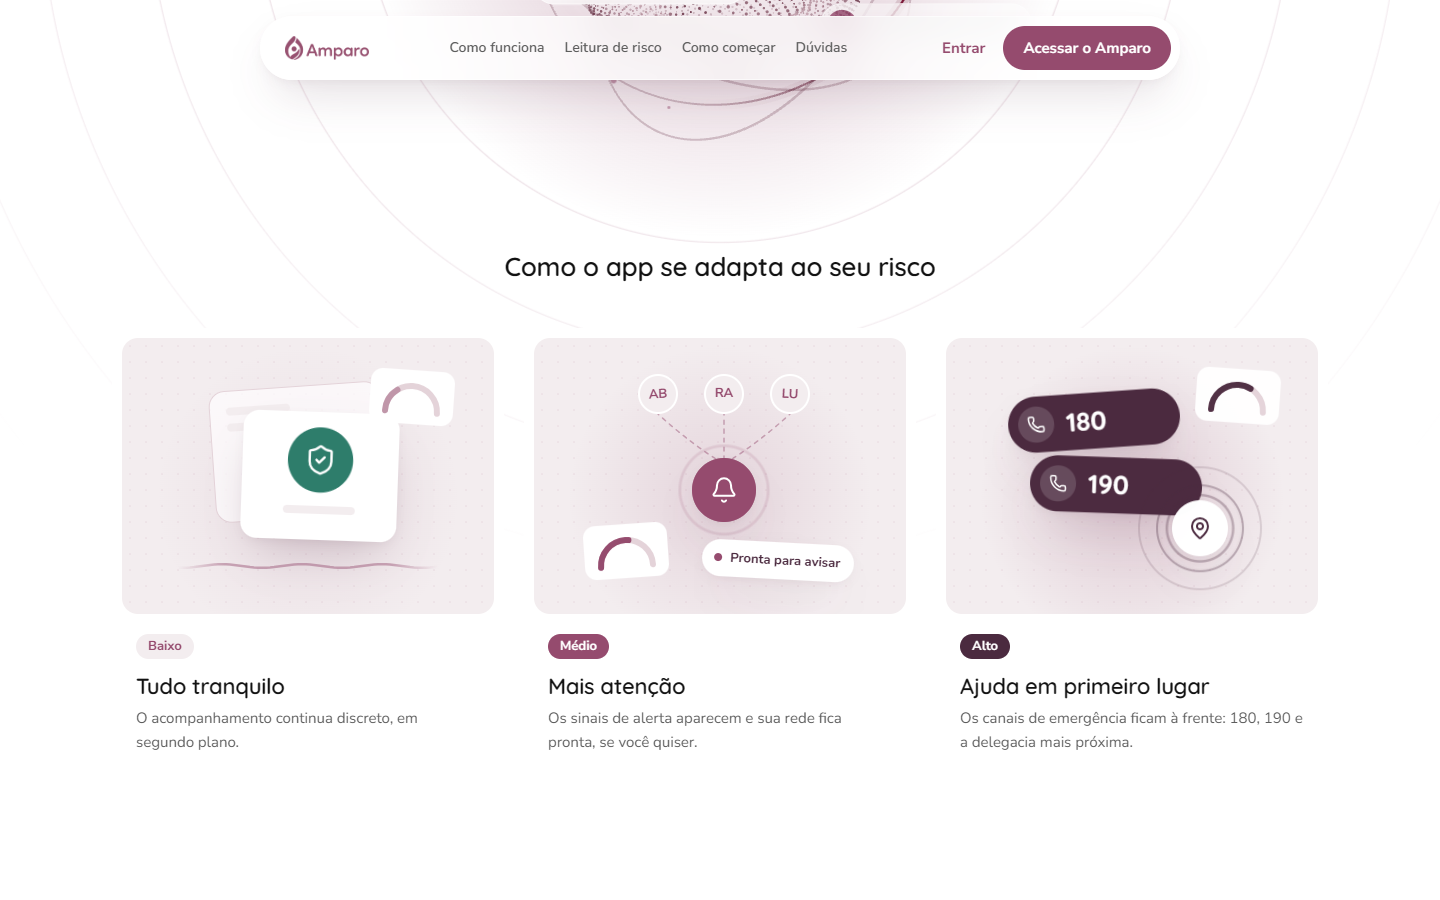 Amparo
Como funciona
Leitura de risco
Como começar
Dúvidas
Entrar
Acessar o Amparo
Como o app se adapta ao seu risco
AB
RA
LU
Pronta para avisar
180
190
Baixo
Tudo tranquilo
O acompanhamento continua discreto, em
segundo plano.
Médio
Mais atenção
Os sinais de alerta aparecem e sua rede fica
pronta, se você quiser.
Alto
Ajuda em primeiro lugar
Os canais de emergência ficam à frente: 180, 190 e
a delegacia mais próxima.